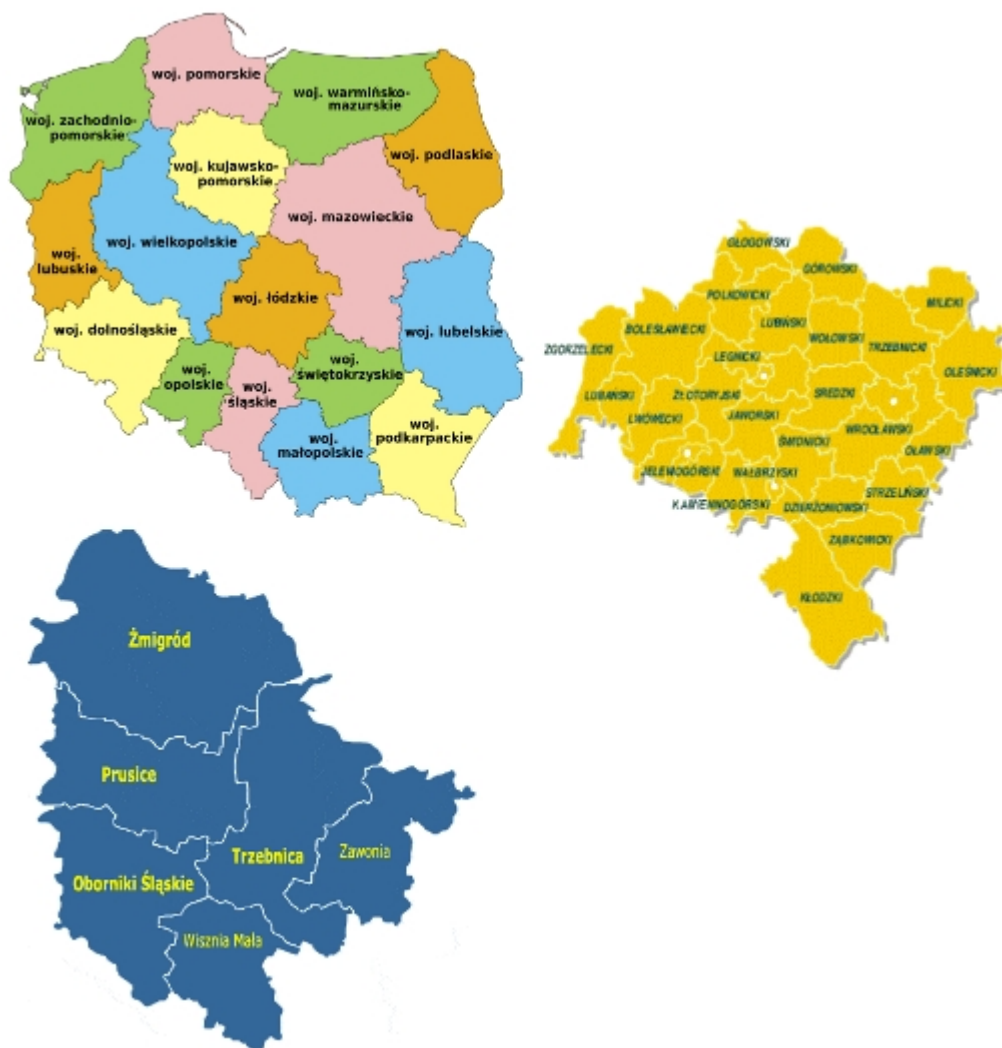 woj. pomorskie
woj. warmińsko-
mazurskie
woj. zachodnio-
pomorskie
woj. podlaskie
woj. kujawsko-
pomorskie
woj. mazowieckie
woj. wielkopolskie
woj.
lubuskie
woj. łódzkie
woj. dolnośląskie
woj. lubelskie
woj.
opolskie
woj.
śląskie
woj.
świętokrzyskie
woj.
małopolskie
woj.
podkarpackie
GŁOGOWSKI
GÓROWSKI
POLKOWICKI
MILICKI
BOLESŁAWIECKI
LUBIŃSKI
WOŁOWSKI
TRZEBNICKI
ZGORZELECKI
LEGNICKI
OLEŚNICKI
LUBAŃSKI
ZŁOTORYJSKI
ŚREDZKI
LWÓWECKI
JAWORSKI
WROCŁAWSKI
ŚWIDNICKI
OŁAWSKI
JELENIOGÓRSKI
WAŁBRZYSKI
STRZELIŃSKI
KAMIENNOGÓRSKI
DZIERŻONIOWSKI
ZĄBKOWICKI
KŁODZKI
Żmigród
Prusice
Trzebnica
Zawonia
Oborniki Śląskie
Wisznia Mała